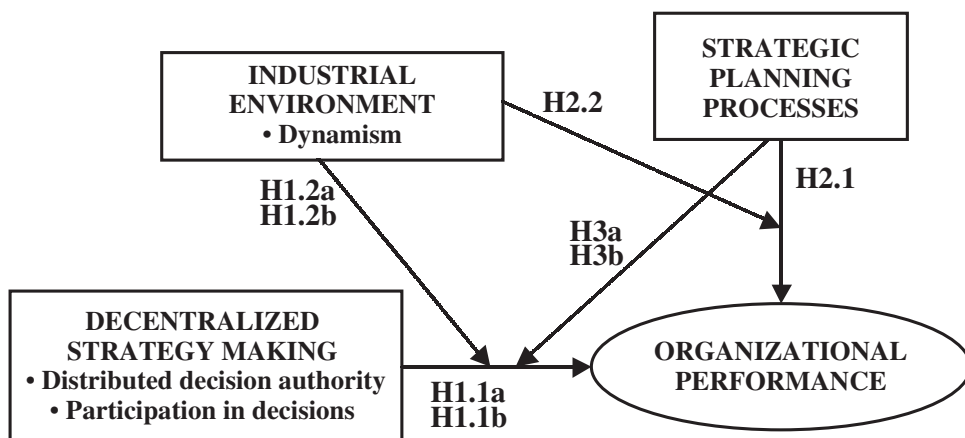 INDUSTRIAL
ENVIRONMENT
• Dynamism
STRATEGIC
PLANNING
PROCESSES
H2.2
H2.1
H1.2a
H1.2b
H3a
H3b
DECENTRALIZED
STRATEGY MAKING
• Distributed decision authority
• Participation in decisions
H1.1a
H1.1b
ORGANIZATIONAL
PERFORMANCE